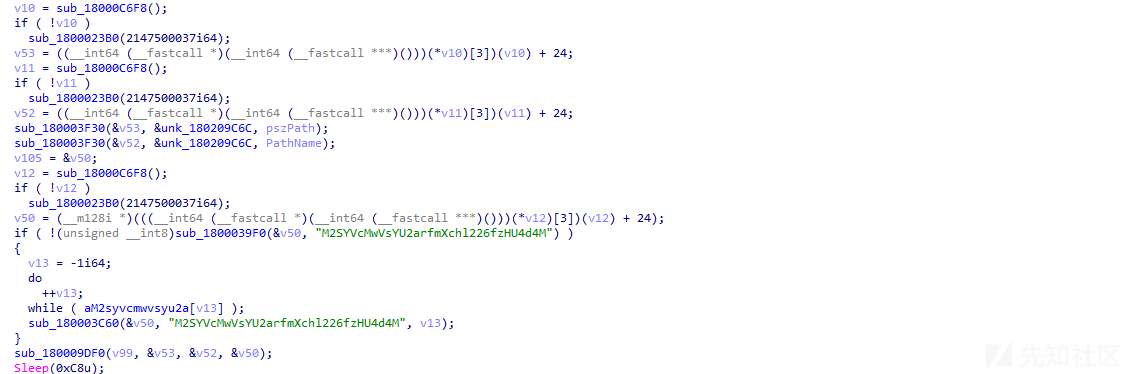 v10 = sub_18000C6F8();
if ( !v10 )
  sub_1800023B0(2147500037i64);
v53 = ((__int64 (__fastcall *)(__int64 (__fastcall ***)()))(*v10)[3])(v10) + 24;
v11 = sub_18000C6F8();
if ( !v11 )
  sub_1800023B0(2147500037i64);
v52 = ((__int64 (__fastcall *)(__int64 (__fastcall ***)()))(*v11)[3])(v11) + 24;
sub_180003F30(&v53, &unk_180209C6C, pszPath);
sub_180003F30(&v52, &unk_180209C6C, PathName);
v105 = &v50;
v12 = sub_18000C6F8();
if ( !v12 )
  sub_1800023B0(2147500037i64);
v50 = (__m128i *)(((__int64 (__fastcall *)(__int64 (__fastcall ***)()))(*v12)[3])(v12) + 24);
if ( !(unsigned __int8)sub_1800039F0(&v50, "M2SYVcMwVsYU2arfmXchl226fzHU4d4M") )
{
  v13 = -1i64;
  do
    ++v13;
  while ( aM2syvcmwvsyu2a[v13] );
  sub_180003C60(&v50, "M2SYVcMwVsYU2arfmXchl226fzHU4d4M", v13);
}
sub_180009DF0(v99, &v53, &v52, &v50);
Sleep(0xC8u);
先知社区